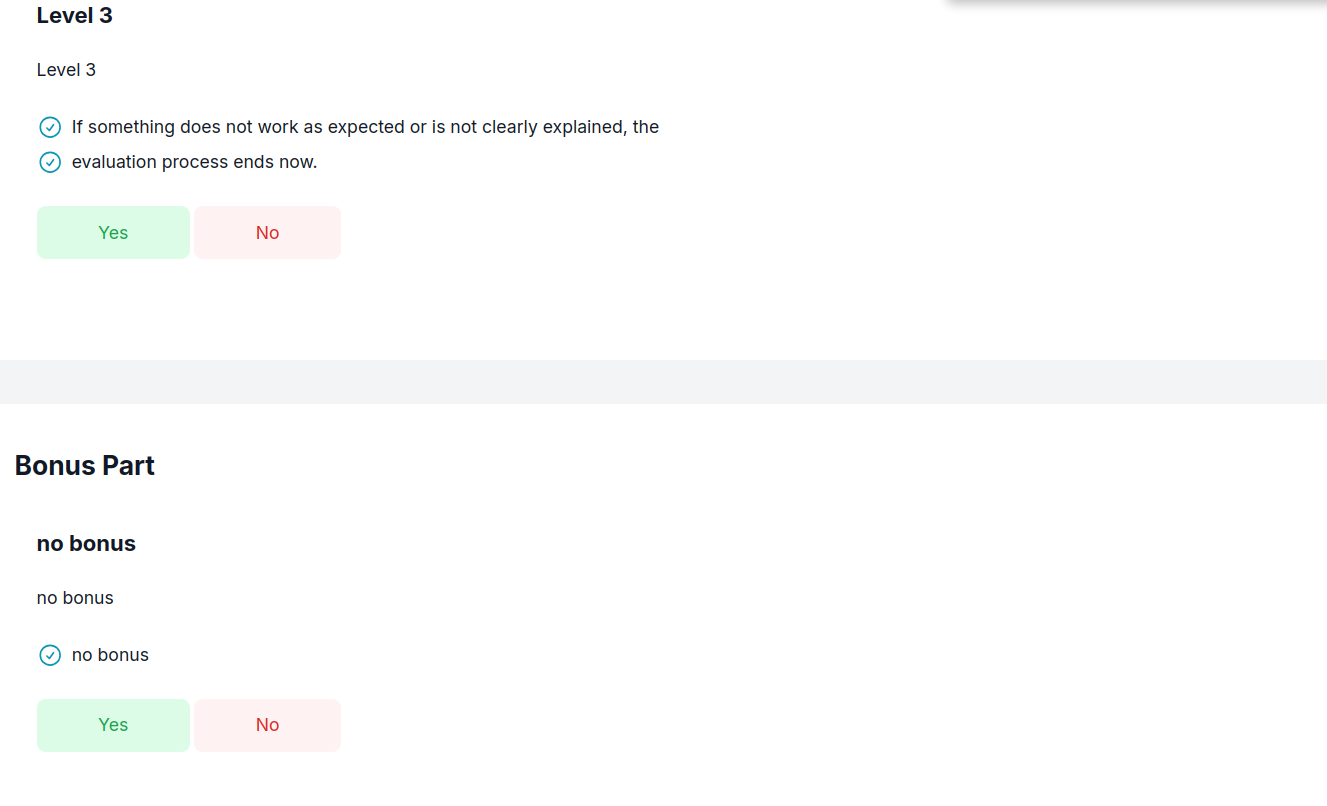 Level 3
Level 3
If something does not work as expected or is not clearly explained, the
evaluation process ends now.
Yes No
Bonus Part
no bonus
no bonus
no bonus
Yes No